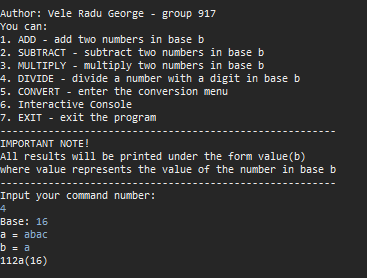 Author: Vele Radu George - group 917
You can:
1. ADD - add two numbers in base b
2. SUBTRACT - subtract two numbers in base b
3. MULTIPLY - multiply two numbers in base b
4. DIVIDE - divide a number with a digit in base b
5. CONVERT - enter the conversion menu
6. Interactive Console
7. EXIT - exit the program
------------------------------------------------------
IMPORTANT NOTE!
All results will be printed under the form value(b)
where value represents the value of the number in base b
------------------------------------------------------
Input your command number:
4
Base: 16
a = abac
b = a
112a(16)